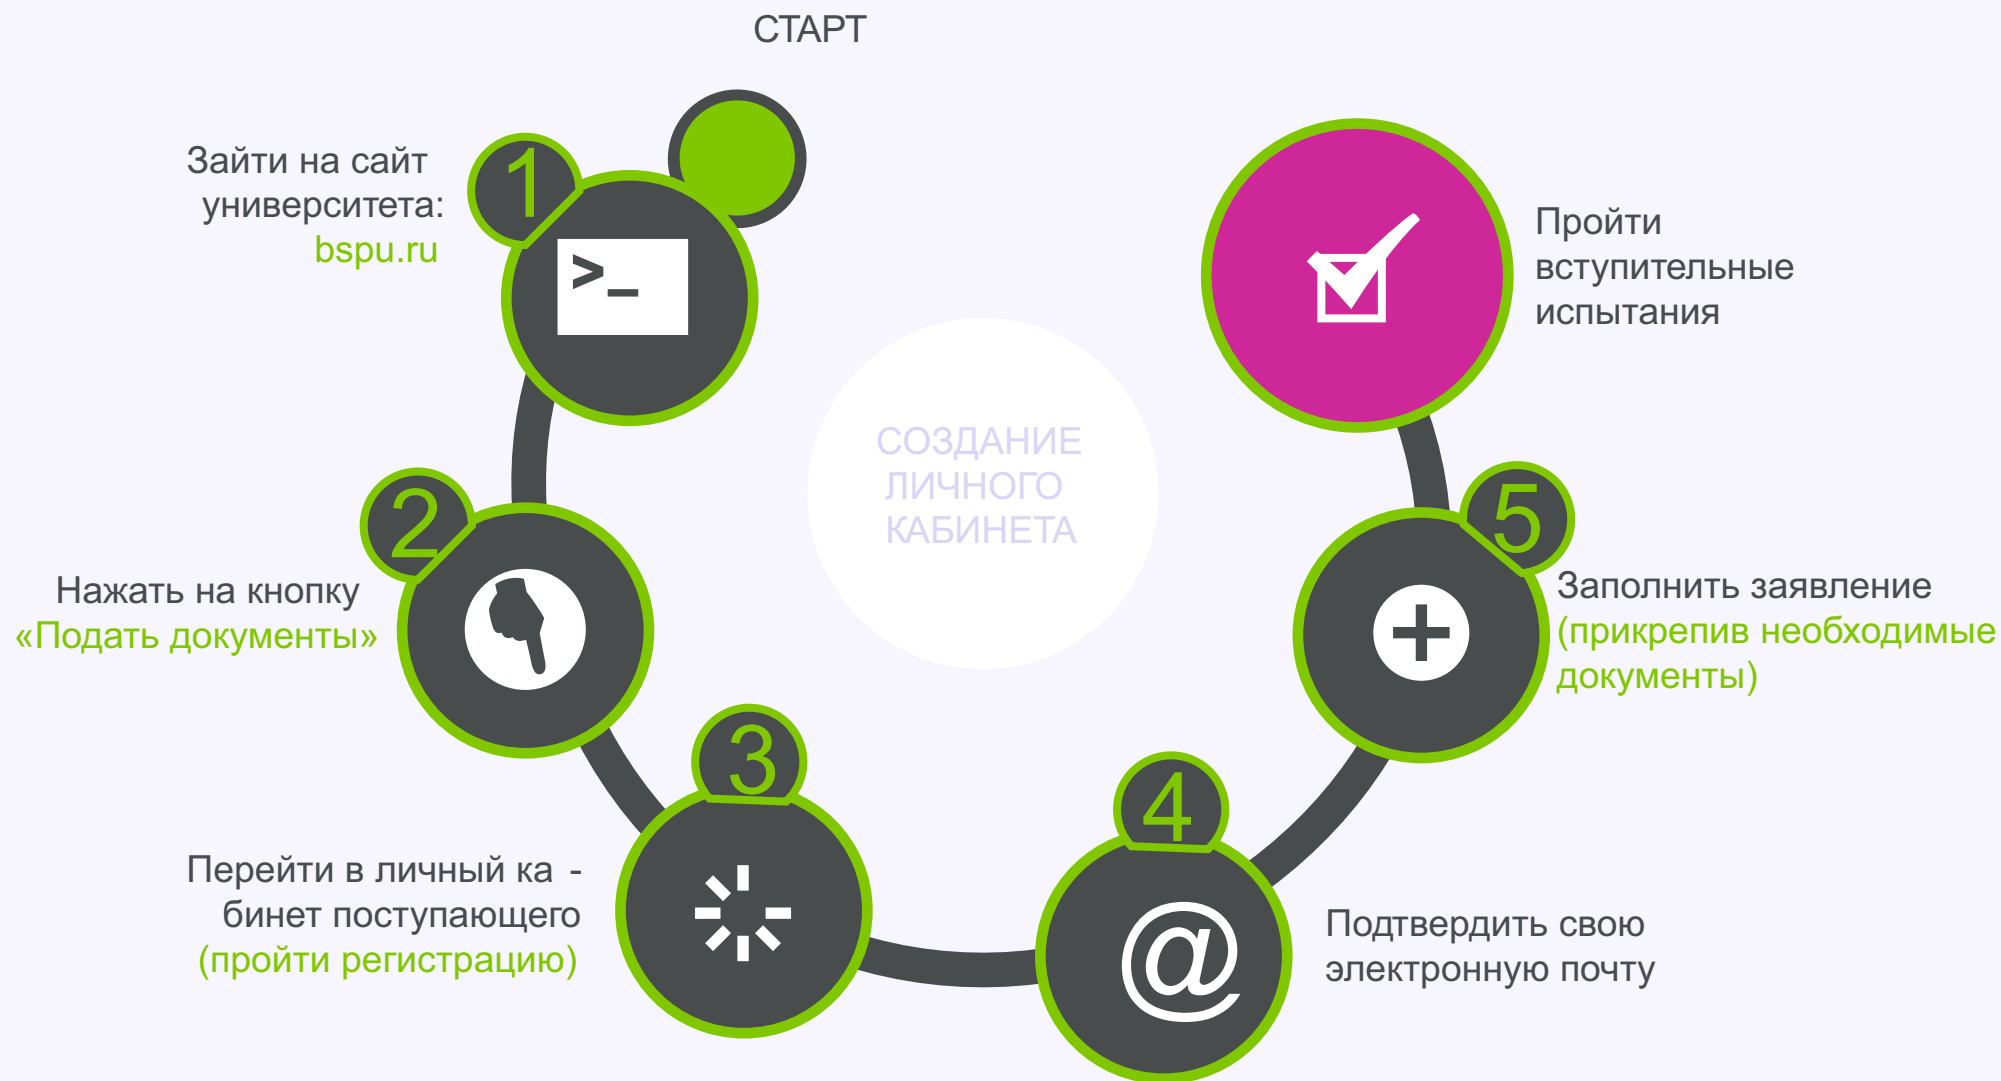 СТАРТ
1
Зайти на сайт
университета:
bspu.ru
>_
2
Нажать на кнопку
«Подать документы»
3
Перейти в личный ка -
бинет поступающего
(пройти регистрацию)
4
@
Подтвердить свою
электронную почту
5
Заполнить заявление
(прикрепив необходимые
документы)
Пройти
вступительные
испытания
СОЗДАНИЕ
ЛИЧНОГО
КАБИНЕТА